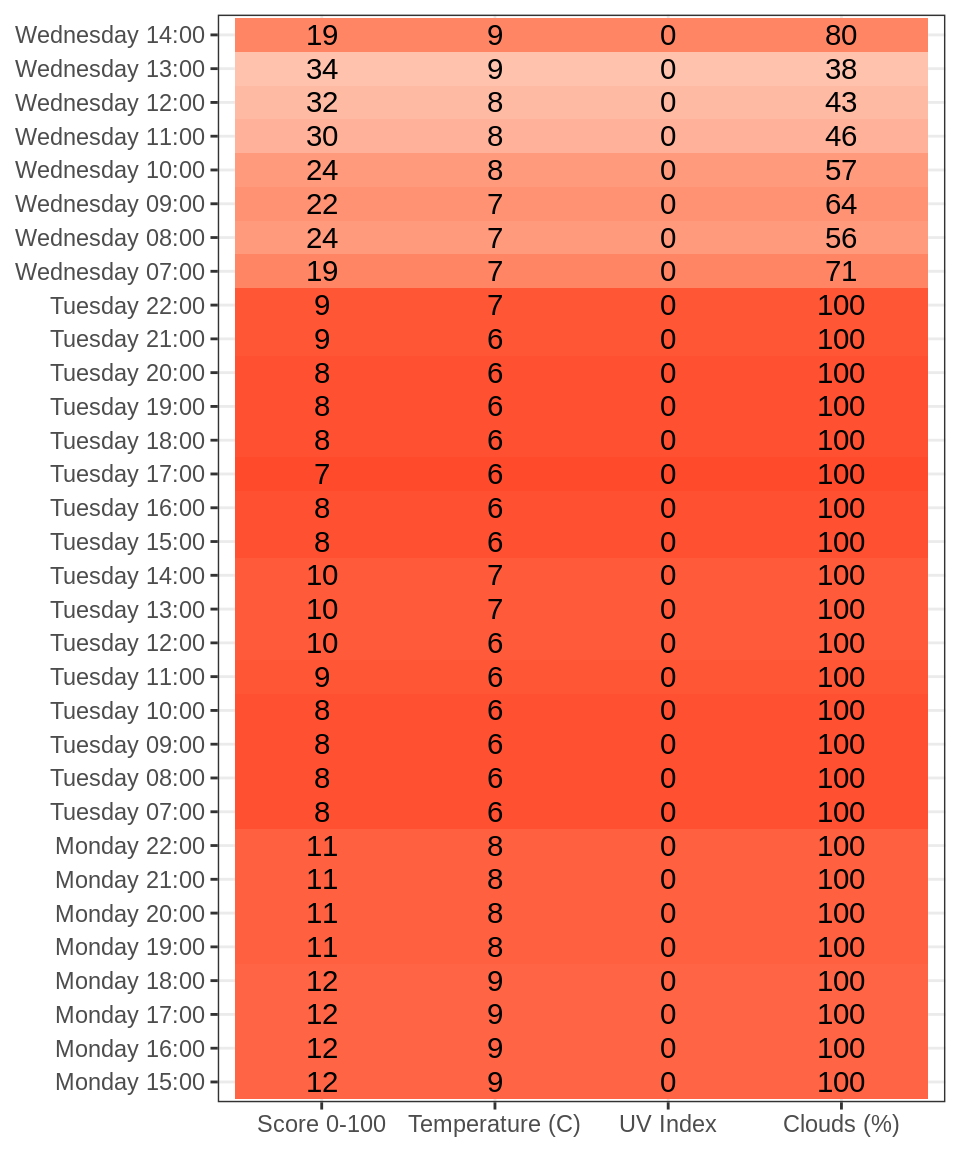 Wednesday 14:00 19 9 0 80
Wednesday 13:00 34 9 0 38
Wednesday 12:00 32 8 0 43
Wednesday 11:00 30 8 0 46
Wednesday 10:00 24 8 0 57
Wednesday 09:00 22 7 0 64
Wednesday 08:00 24 7 0 56
Wednesday 07:00 19 7 0 71
Tuesday 22:00 9 7 0 100
Tuesday 21:00 9 6 0 100
Tuesday 20:00 8 6 0 100
Tuesday 19:00 8 6 0 100
Tuesday 18:00 8 6 0 100
Tuesday 17:00 7 6 0 100
Tuesday 16:00 8 6 0 100
Tuesday 15:00 8 6 0 100
Tuesday 14:00 10 7 0 100
Tuesday 13:00 10 7 0 100
Tuesday 12:00 10 6 0 100
Tuesday 11:00 9 6 0 100
Tuesday 10:00 8 6 0 100
Tuesday 09:00 8 6 0 100
Tuesday 08:00 8 6 0 100
Tuesday 07:00 8 6 0 100
Monday 22:00 11 8 0 100
Monday 21:00 11 8 0 100
Monday 20:00 11 8 0 100
Monday 19:00 11 8 0 100
Monday 18:00 12 9 0 100
Monday 17:00 12 9 0 100
Monday 16:00 12 9 0 100
Monday 15:00 12 9 0 100
Score 0-100 Temperature (C) UV Index Clouds (%)